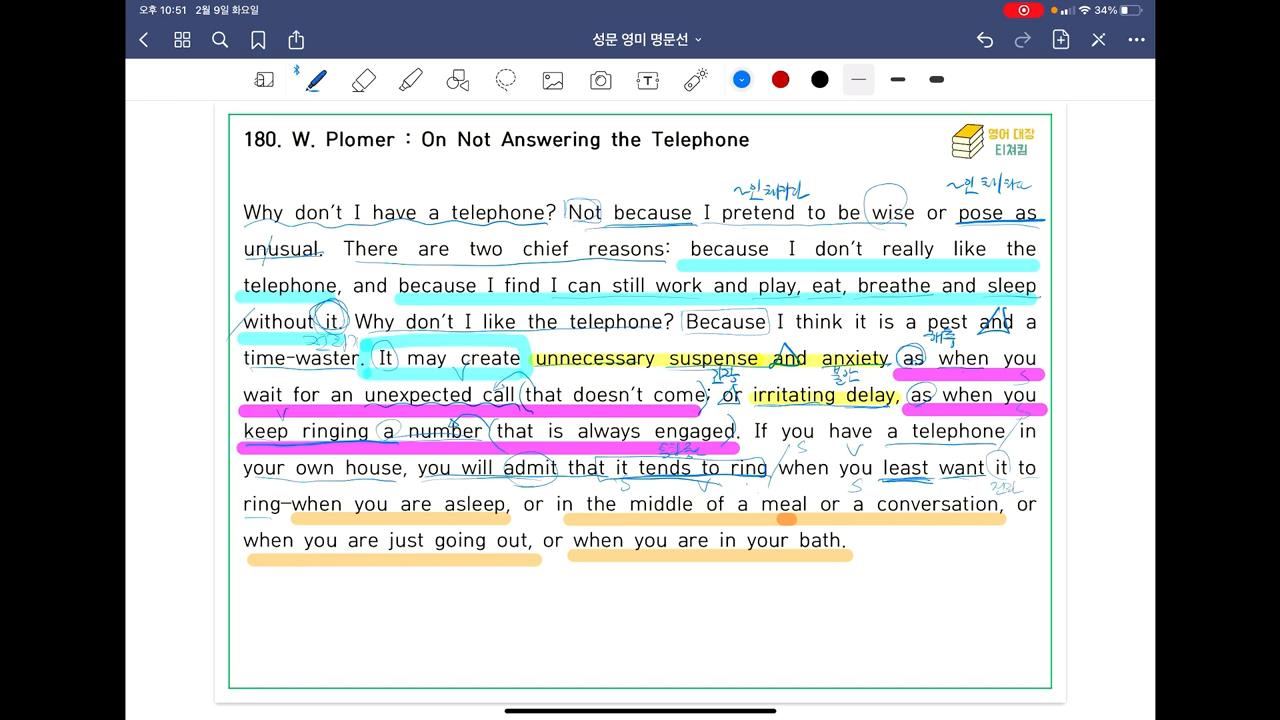 오후 10:51 2월 9일 화요일 34%
성문 영미 명문선
180. W. Plomer : On Not Answering the Telephone
영어 대장
티쳐킴
Why don't I have a telephone? Not because I pretend to be wise or pose as
unusual. There are two chief reasons: because I don't really like the
telephone, and because I find I can still work and play, eat, breathe and sleep
without it. Why don't I like the telephone? Because I think it is a pest and a
time-waster. It may create unnecessary suspense and anxiety, as when you
긴장 불안
wait for an unexpected call (that doesn't come; or irritating delay, as when you
V S
keep ringing a number (that is always engaged). If you have a telephone in
S V
your own house, you will admit that it tends to ring when you least want it to
S V S
ring—when you are asleep, or in the middle of a meal or a conversation, or
when you are just going out, or when you are in your bath.